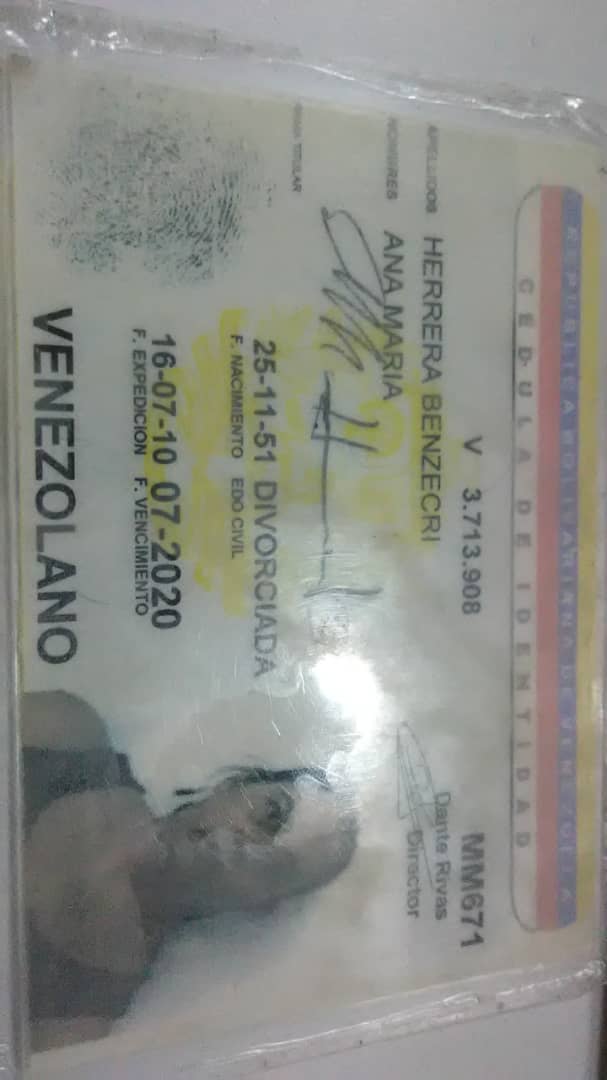 REPUBLICA BOLIVARIANA DE VENEZUELA
CEDULA DE IDENTIDAD
V 3.713.908
MM671
APELLIDOS HERRERA BENZECRI
Dante Rivas
Director
NOMBRES ANA MARIA
TITULAR
25-11-51 DIVORCIADA
F. NACIMIENTO EDO CIVIL
16-07-10 07-2020
F. EXPEDICION F. VENCIMIENTO
VENEZOLANO